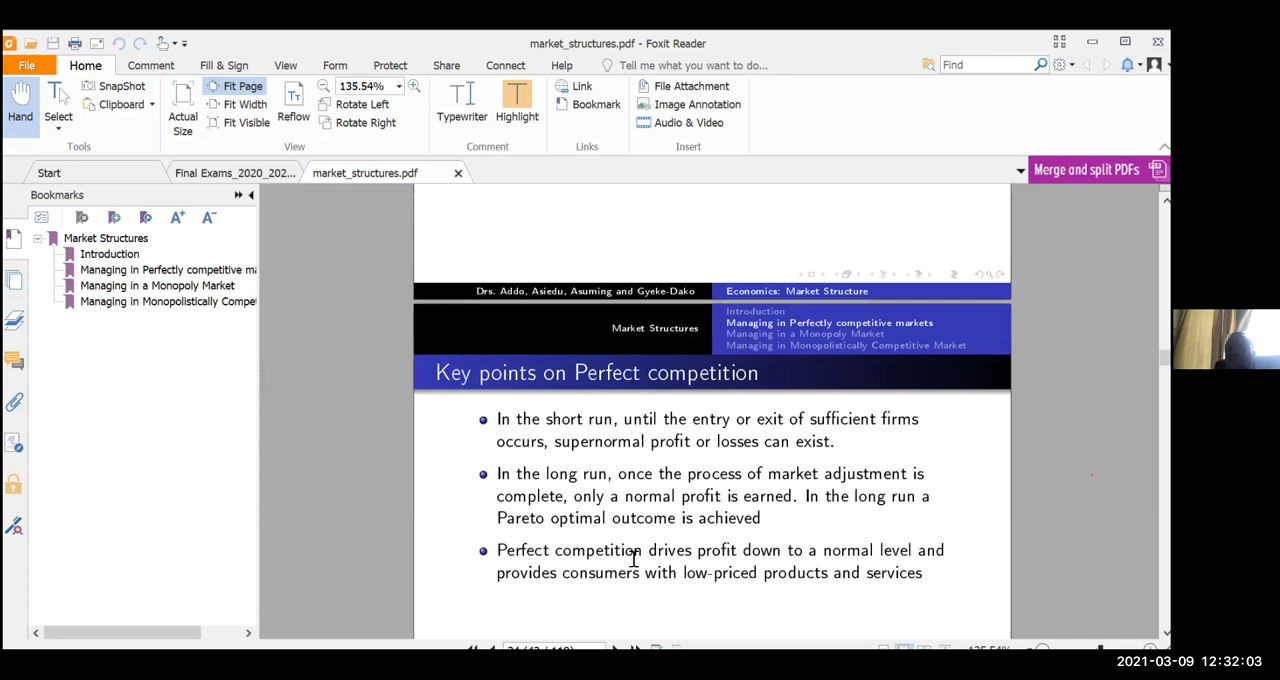 market_structures.pdf - Foxit Reader
File Home Comment Fill & Sign View Form Protect Share Connect Help Tell me what you want to do... Find
Hand
Select
SnapShot
Clipboard
Actual
Size
Fit Page
Fit Width
Fit Visible
Reflow
135.54%
Rotate Left
Rotate Right
Typewriter
Highlight
Link
Bookmark
File Attachment
Image Annotation
Audio & Video
Tools View Comment Links Insert
Start Final Exams_2020_202... market_structures.pdf Merge and split PDFs
Bookmarks
Market Structures
Introduction
Managing in Perfectly competitive ma
Managing in a Monopoly Market
Managing in Monopolistically Compet
Drs. Addo, Asiedu, Asuming and Gyeke-Dako Economics: Market Structure
Market Structures
Introduction
Managing in Perfectly competitive markets
Managing in a Monopoly Market
Managing in Monopolistically Competitive Market
Key points on Perfect competition
In the short run, until the entry or exit of sufficient firms
occurs, supernormal profit or losses can exist.
In the long run, once the process of market adjustment is
complete, only a normal profit is earned. In the long run a
Pareto optimal outcome is achieved
Perfect competition drives profit down to a normal level and
provides consumers with low-priced products and services
2021-03-09 12:32:03